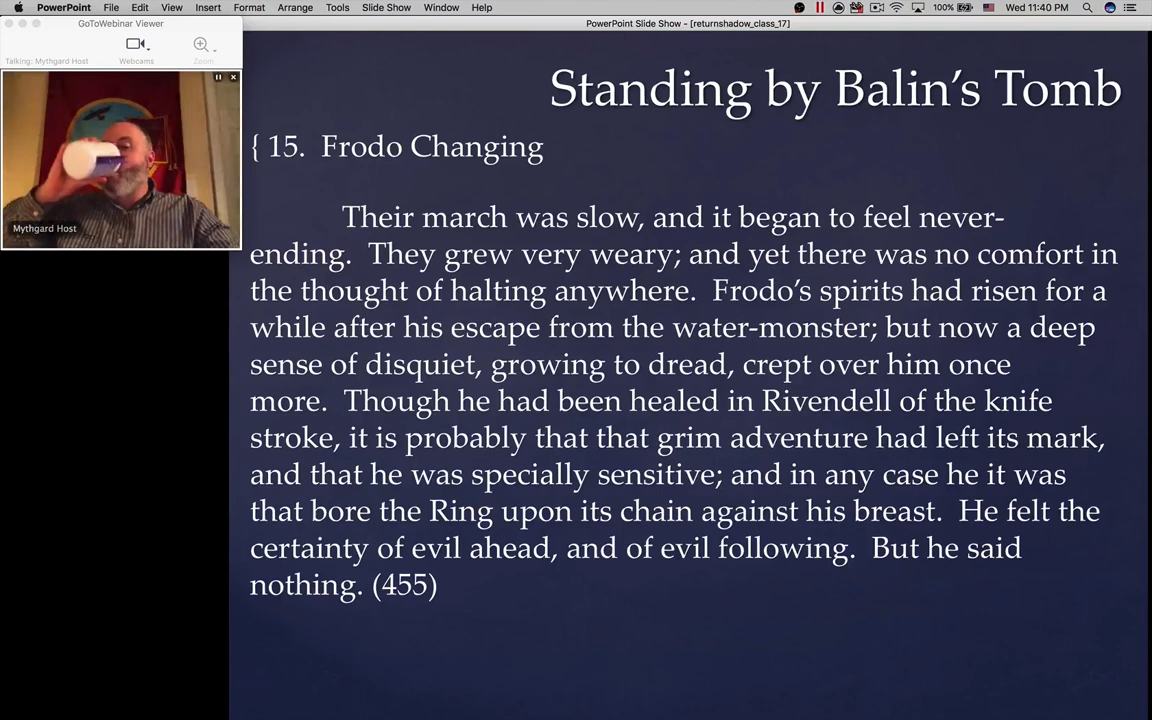 PowerPoint File Edit View Insert Format Arrange Tools Slide Show Window Help 100% Wed 11:40 PM
GoToWebinar Viewer
PowerPoint Slide Show - [returnshadow_class_17]
Webcams Zoom
Talking: Mythgard Host
Mythgard Host
Standing by Balin's Tomb
{ 15. Frodo Changing
Their march was slow, and it began to feel never-
ending. They grew very weary; and yet there was no comfort in
the thought of halting anywhere. Frodo's spirits had risen for a
while after his escape from the water-monster; but now a deep
sense of disquiet, growing to dread, crept over him once
more. Though he had been healed in Rivendell of the knife
stroke, it is probably that that grim adventure had left its mark,
and that he was specially sensitive; and in any case he it was
that bore the Ring upon its chain against his breast. He felt the
certainty of evil ahead, and of evil following. But he said
nothing. (455)